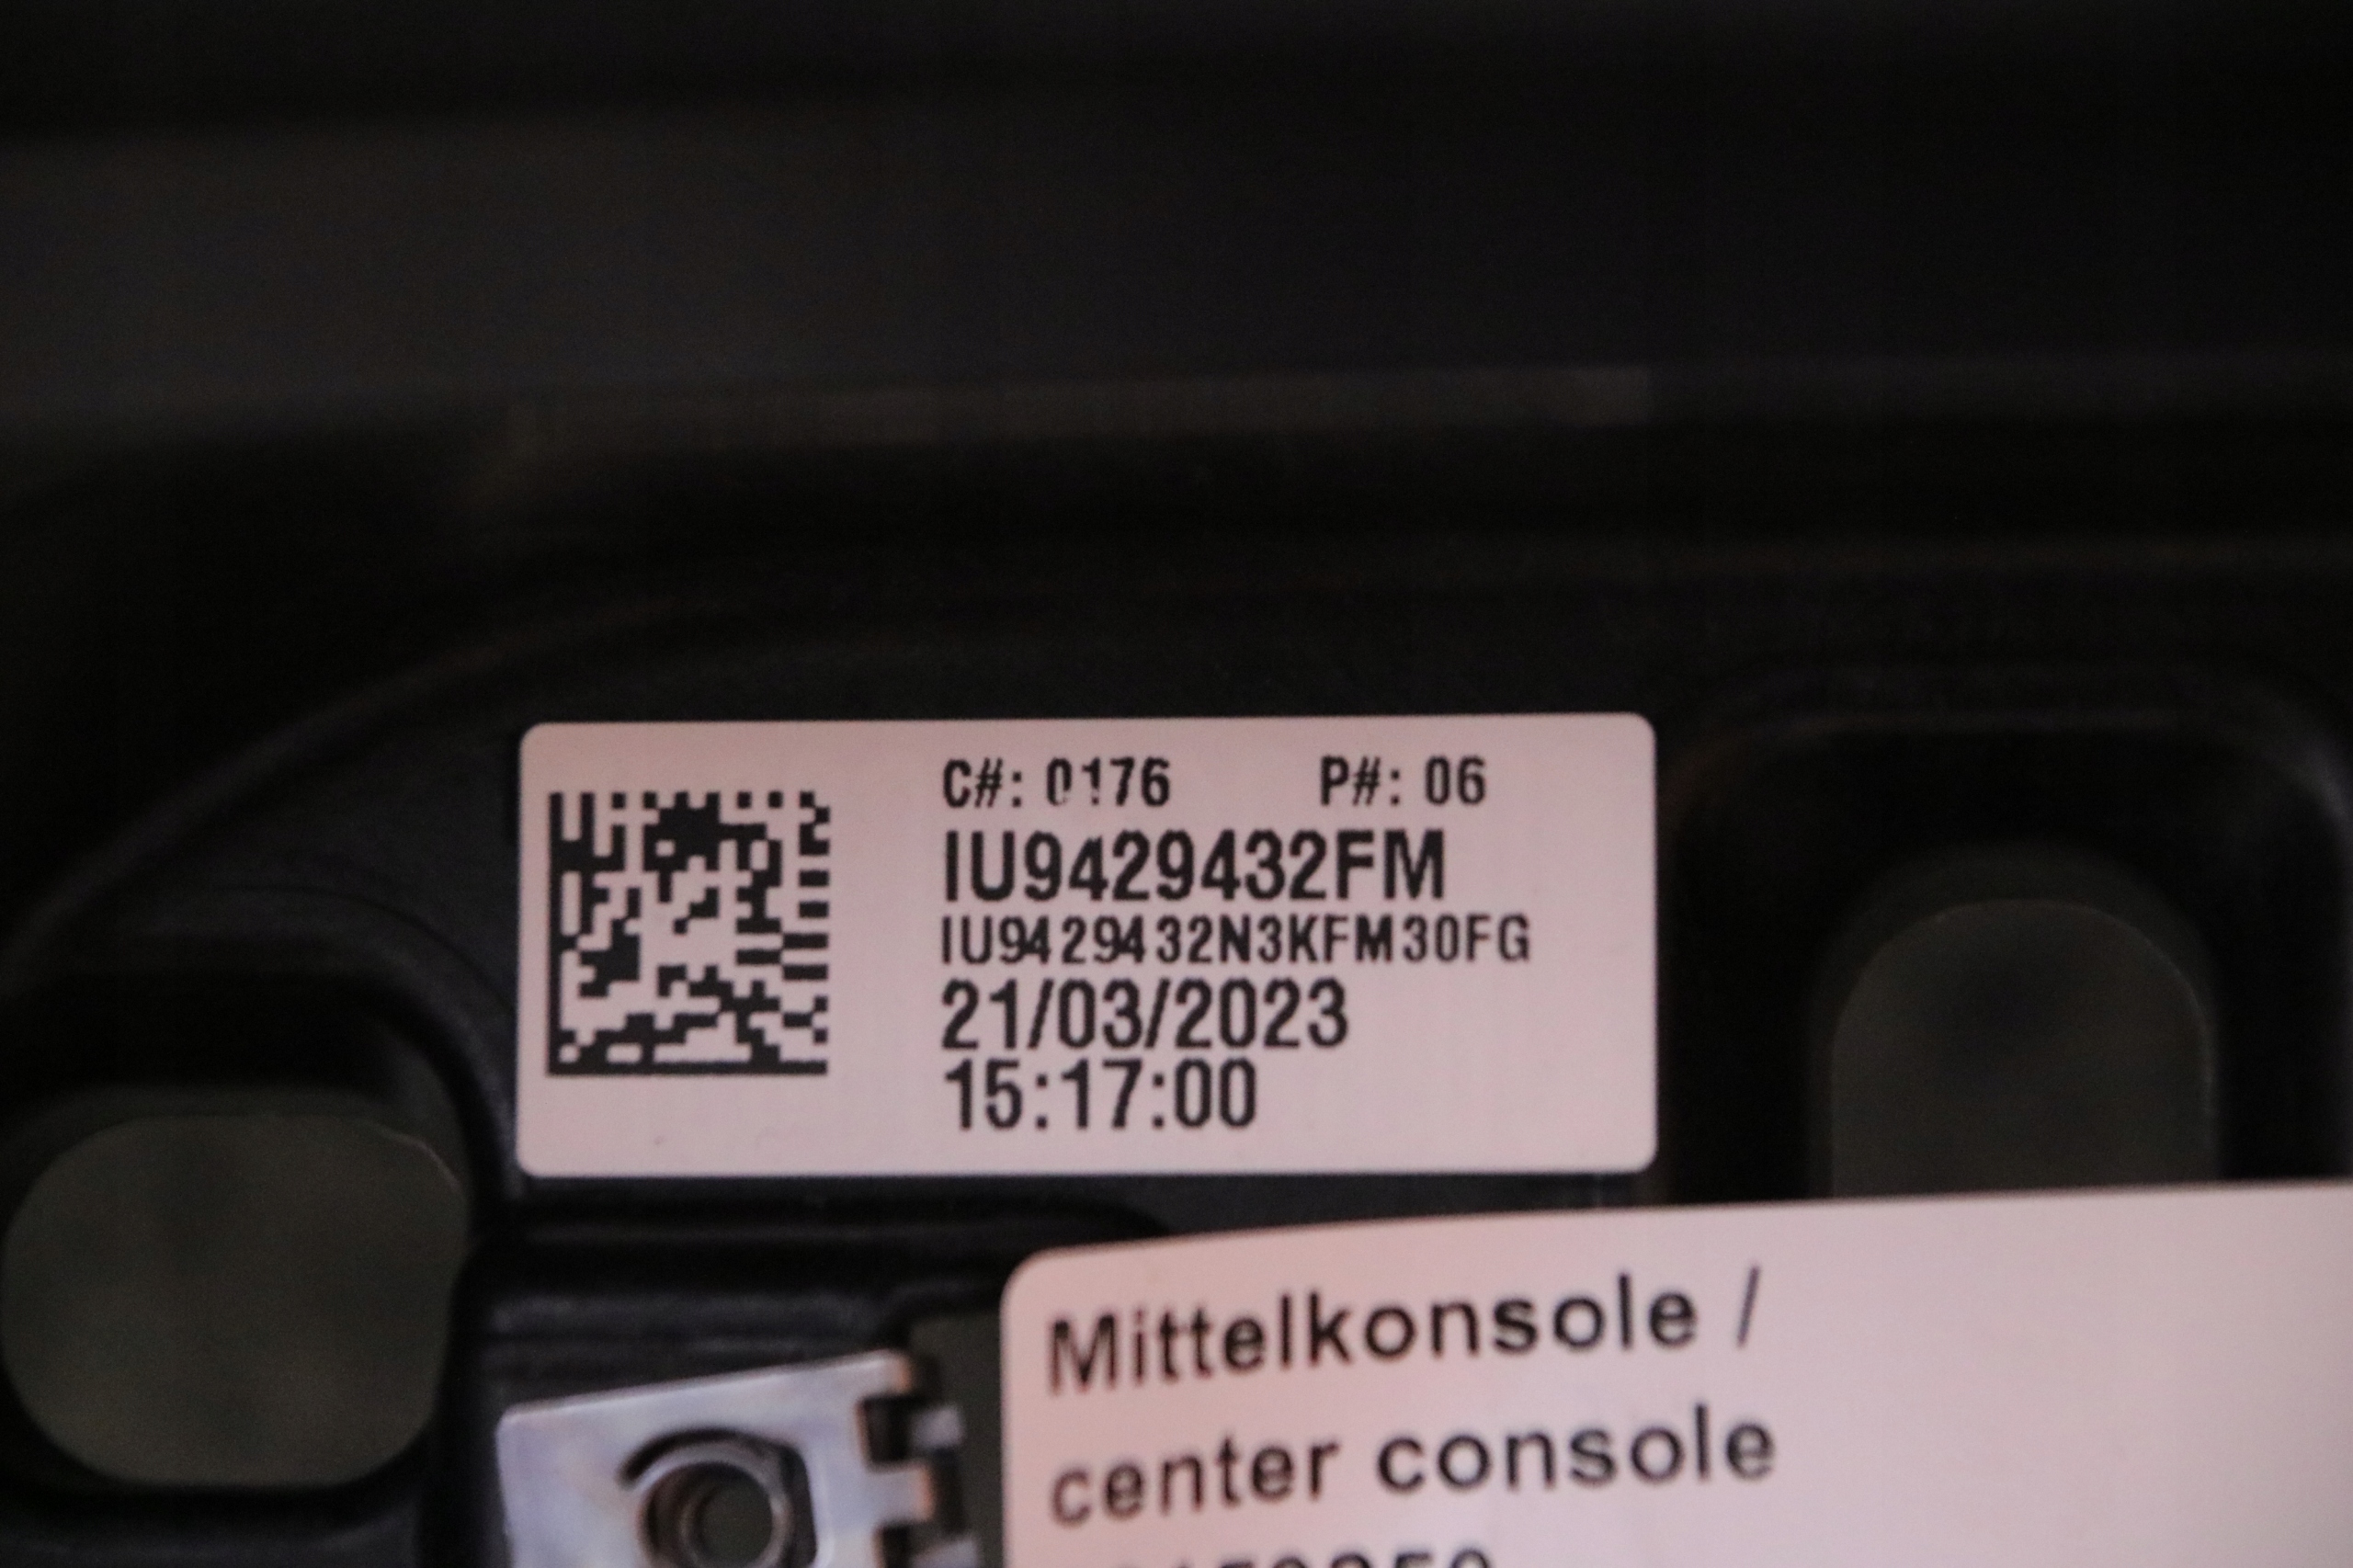 C#: 0176 P#: 06
IU9429432FM
IU9429432N3KFM30FG
21/03/2023
15:17:00
Mittelkonsole /
center console